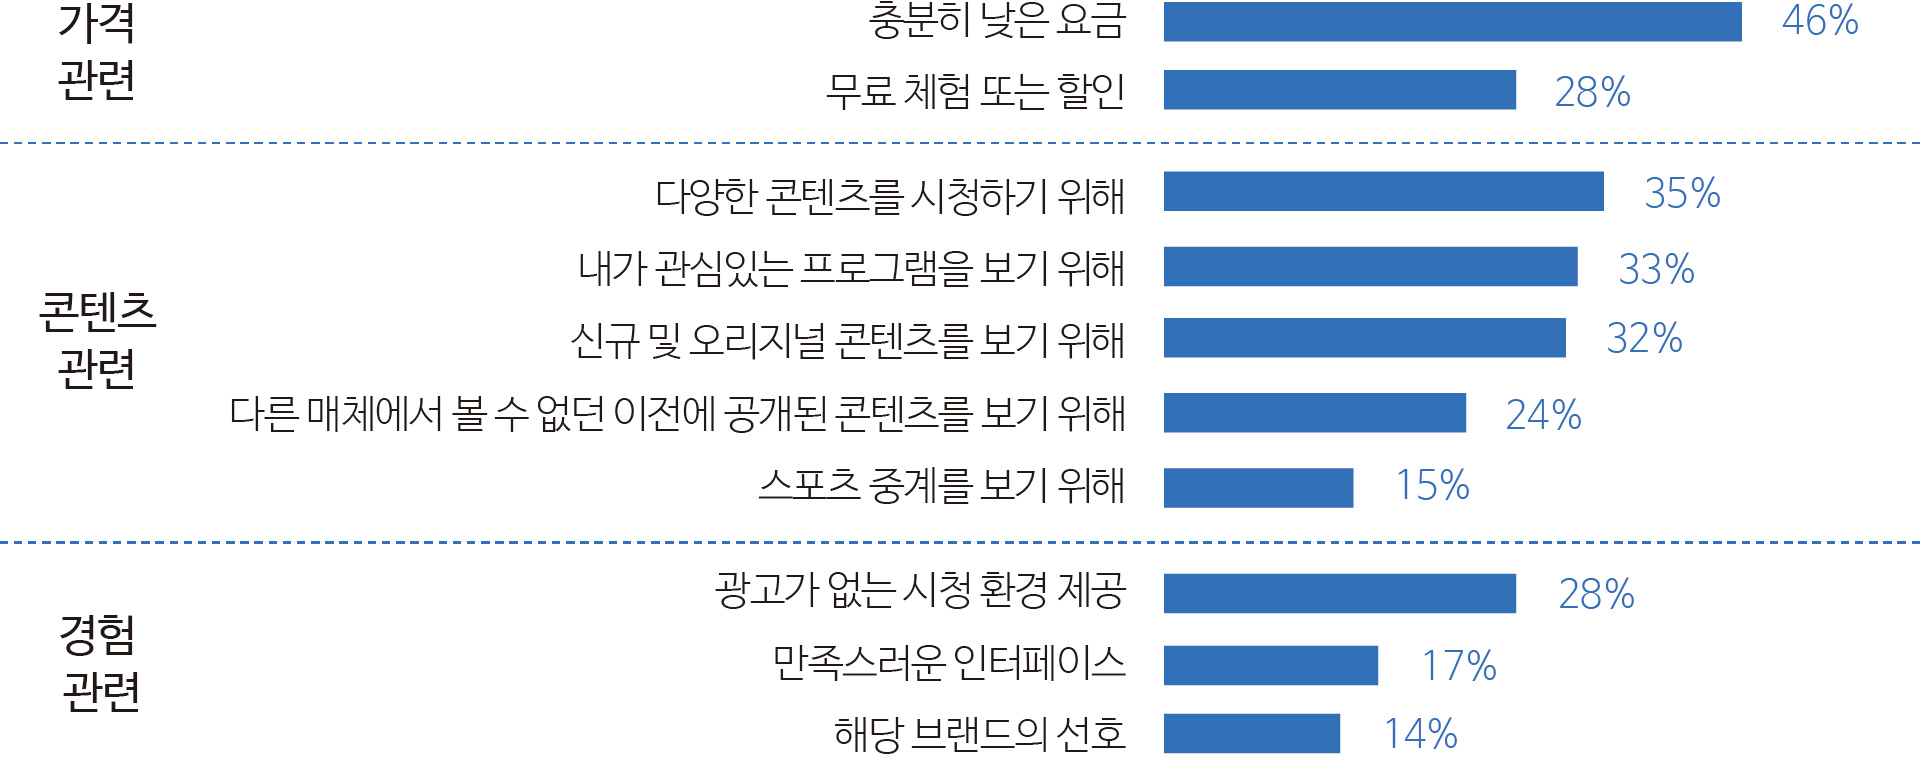 가격
관련
충분히 낮은 요금 46%
무료 체험 또는 할인 28%
콘텐츠
관련
다양한 콘텐츠를 시청하기 위해 35%
내가 관심있는 프로그램을 보기 위해 33%
신규 및 오리지널 콘텐츠를 보기 위해 32%
다른 매체에서 볼 수 없던 이전에 공개된 콘텐츠를 보기 위해 24%
스포츠 중계를 보기 위해 15%
경험
관련
광고가 없는 시청 환경 제공 28%
만족스러운 인터페이스 17%
해당 브랜드의 선호 14%